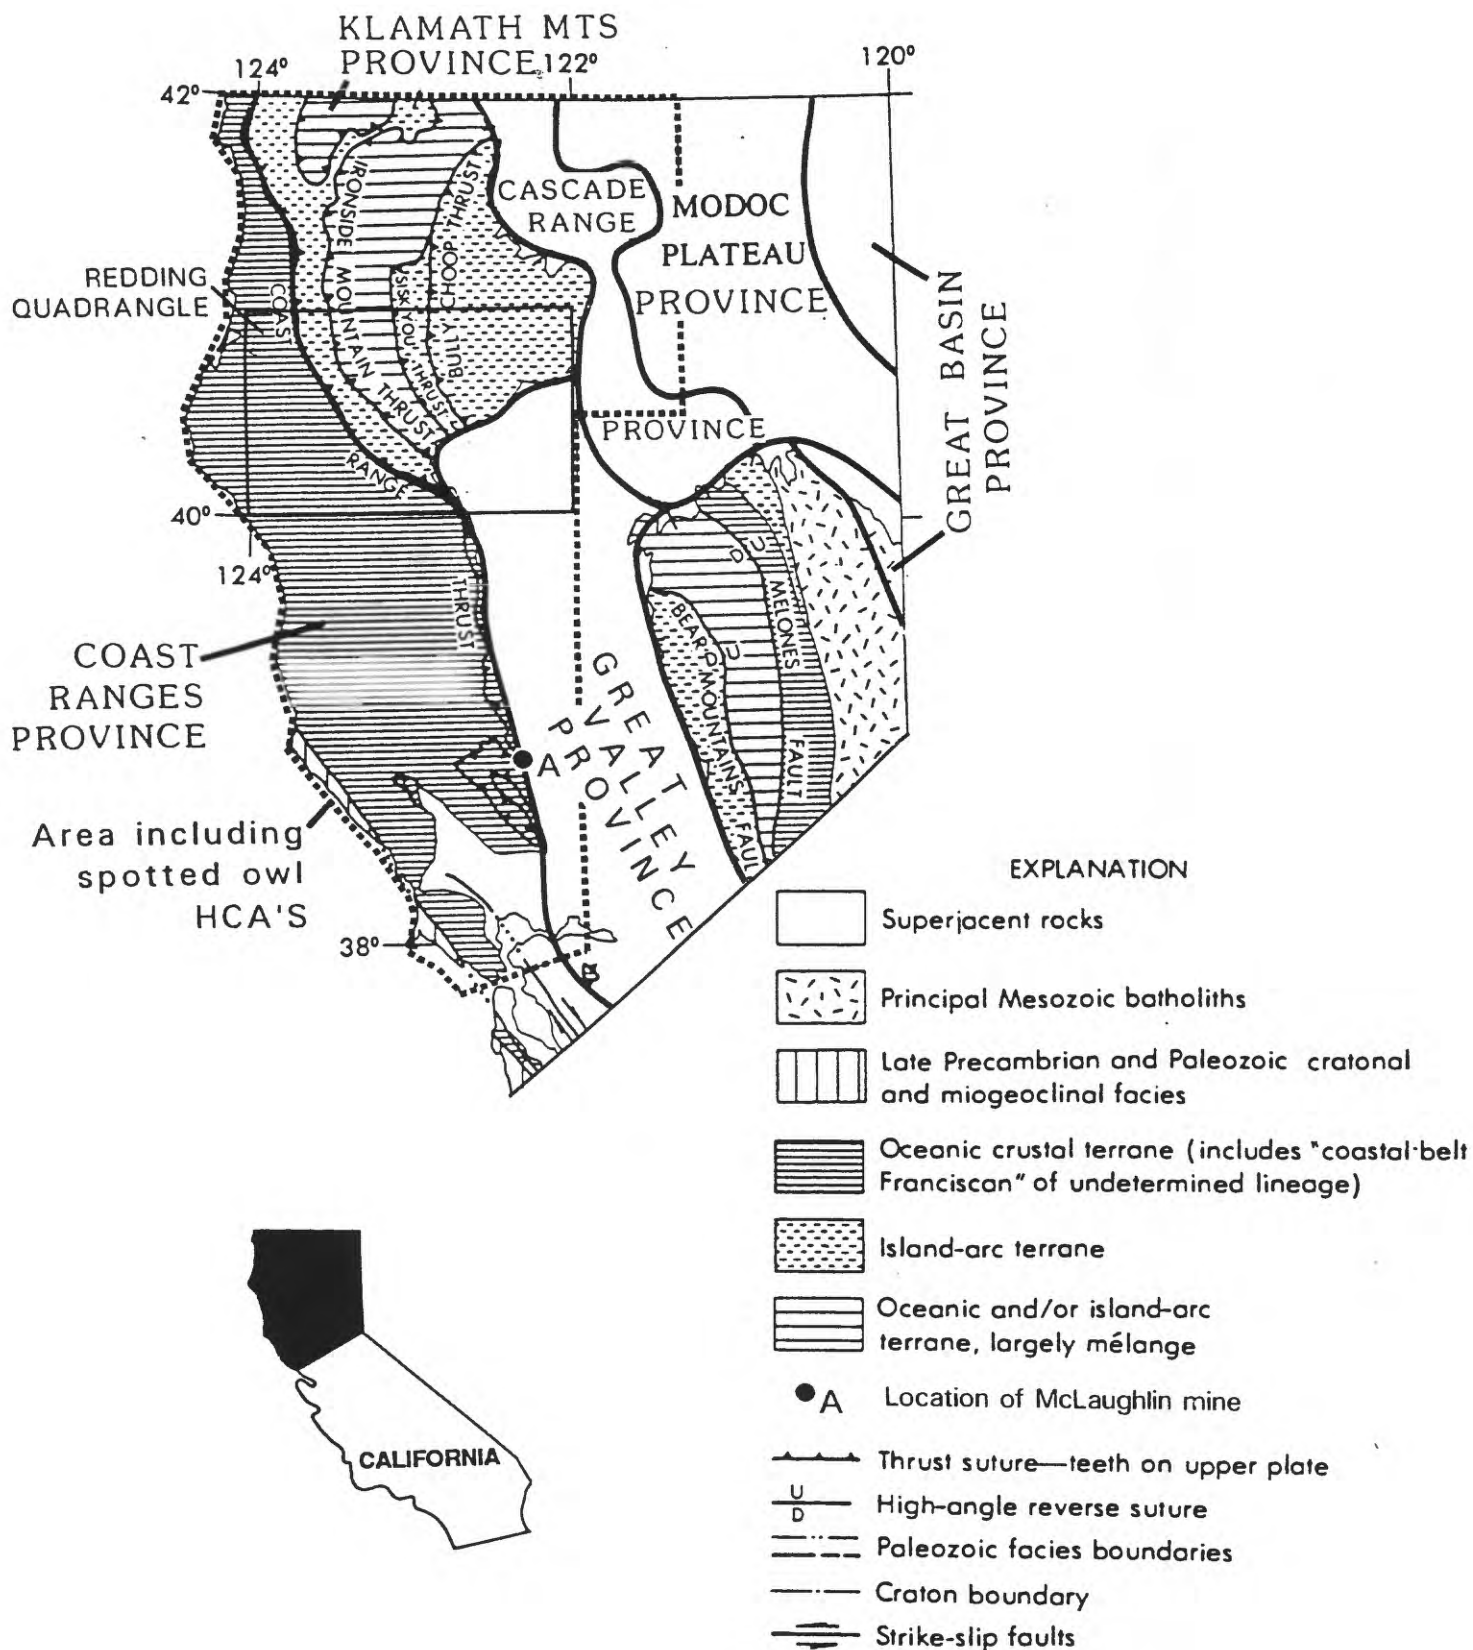 KLAMATH MTS
PROVINCE
124°
122°
120°
42°
CASCADE
RANGE
MODOC
PLATEAU
PROVINCE
IRONSIDE MOUNTAIN THRUST
SISKIYOU THRUST
BULLY CHOOP THRUST
REDDING
QUADRANGLE
COAST
RANGE
THRUST
PROVINCE
GREAT BASIN
PROVINCE
40°
124°
U
D
U
D
MELONES
FAULT
BEAR MOUNTAINS FAUL
COAST
RANGES
PROVINCE
GREAT
VALLEY
PROVINCE
A
Area including
spotted owl
HCA'S
38°
EXPLANATION
Superjacent rocks
Principal Mesozoic batholiths
Late Precambrian and Paleozoic cratonal
and miogeoclinal facies
Oceanic crustal terrane (includes "coastal-belt
Franciscan" of undetermined lineage)
Island-arc terrane
Oceanic and/or island-arc
terrane, largely mélange
A Location of McLaughlin mine
Thrust suture—teeth on upper plate
U
D
High-angle reverse suture
Paleozoic facies boundaries
Craton boundary
Strike-slip faults
CALIFORNIA